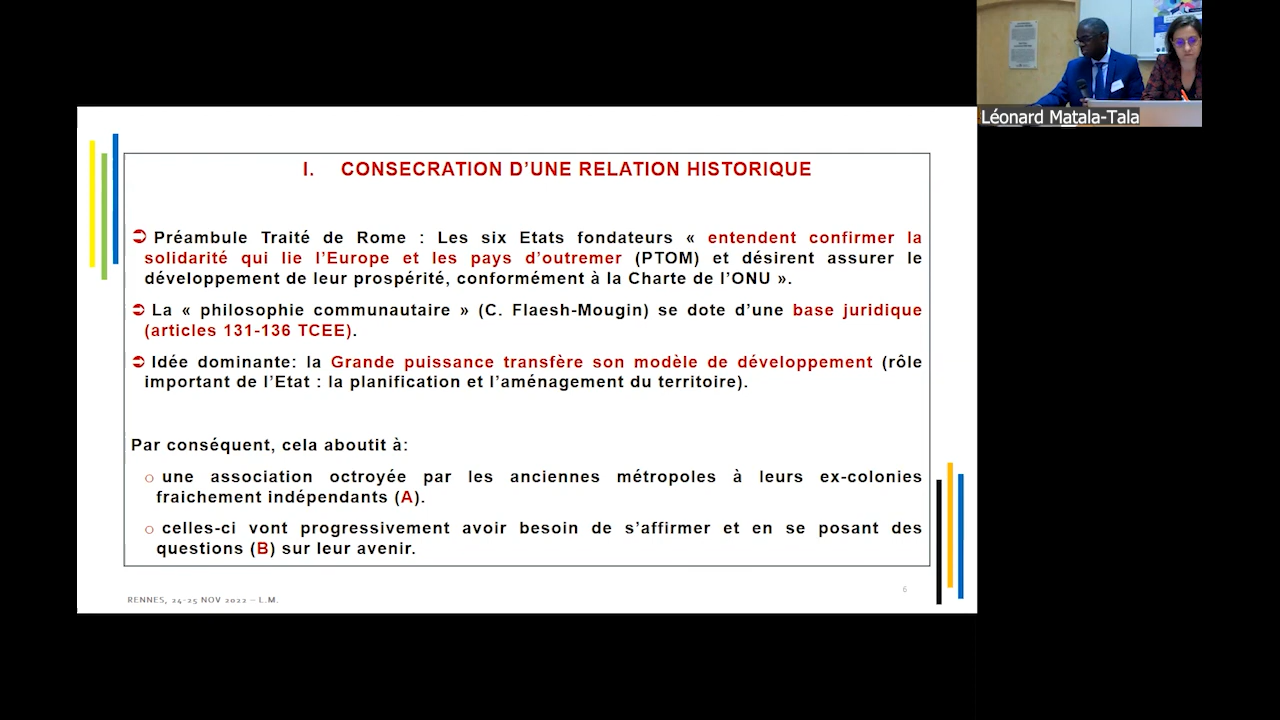 Léonard Matala-Tala
I. CONSECRATION D'UNE RELATION HISTORIQUE
Préambule Traité de Rome : Les six Etats fondateurs « entendent confirmer la
solidarité qui lie l'Europe et les pays d'outremer (PTOM) et désirent assurer le
développement de leur prospérité, conformément à la Charte de l'ONU ».
La « philosophie communautaire » (C. Flaesh-Mougin) se dote d'une base juridique
(articles 131-136 TCEE).
Idée dominante: la Grande puissance transfère son modèle de développement (rôle
important de l'Etat : la planification et l'aménagement du territoire).
Par conséquent, cela aboutit à:
o une association octroyée par les anciennes métropoles à leurs ex-colonies
fraichement indépendants (A).
o celles-ci vont progressivement avoir besoin de s'affirmer et en se posant des
questions (B) sur leur avenir.
RENNES, 24-25 NOV 2022 – L.M.
6